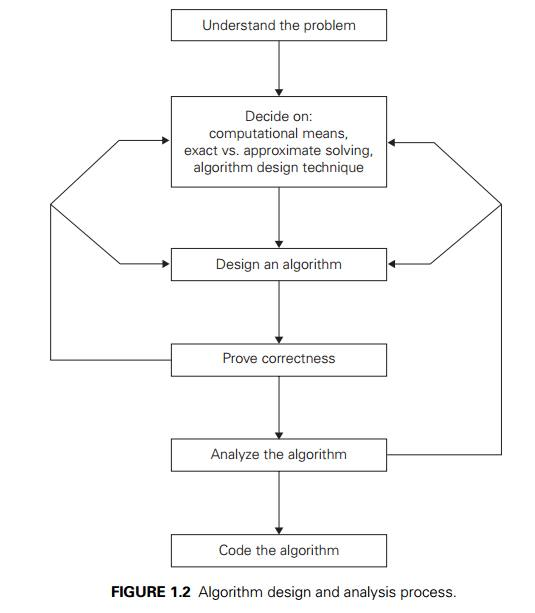 Understand the problem
Decide on:
computational means,
exact vs. approximate solving,
algorithm design technique
Design an algorithm
Prove correctness
Analyze the algorithm
Code the algorithm
FIGURE 1.2 Algorithm design and analysis process.